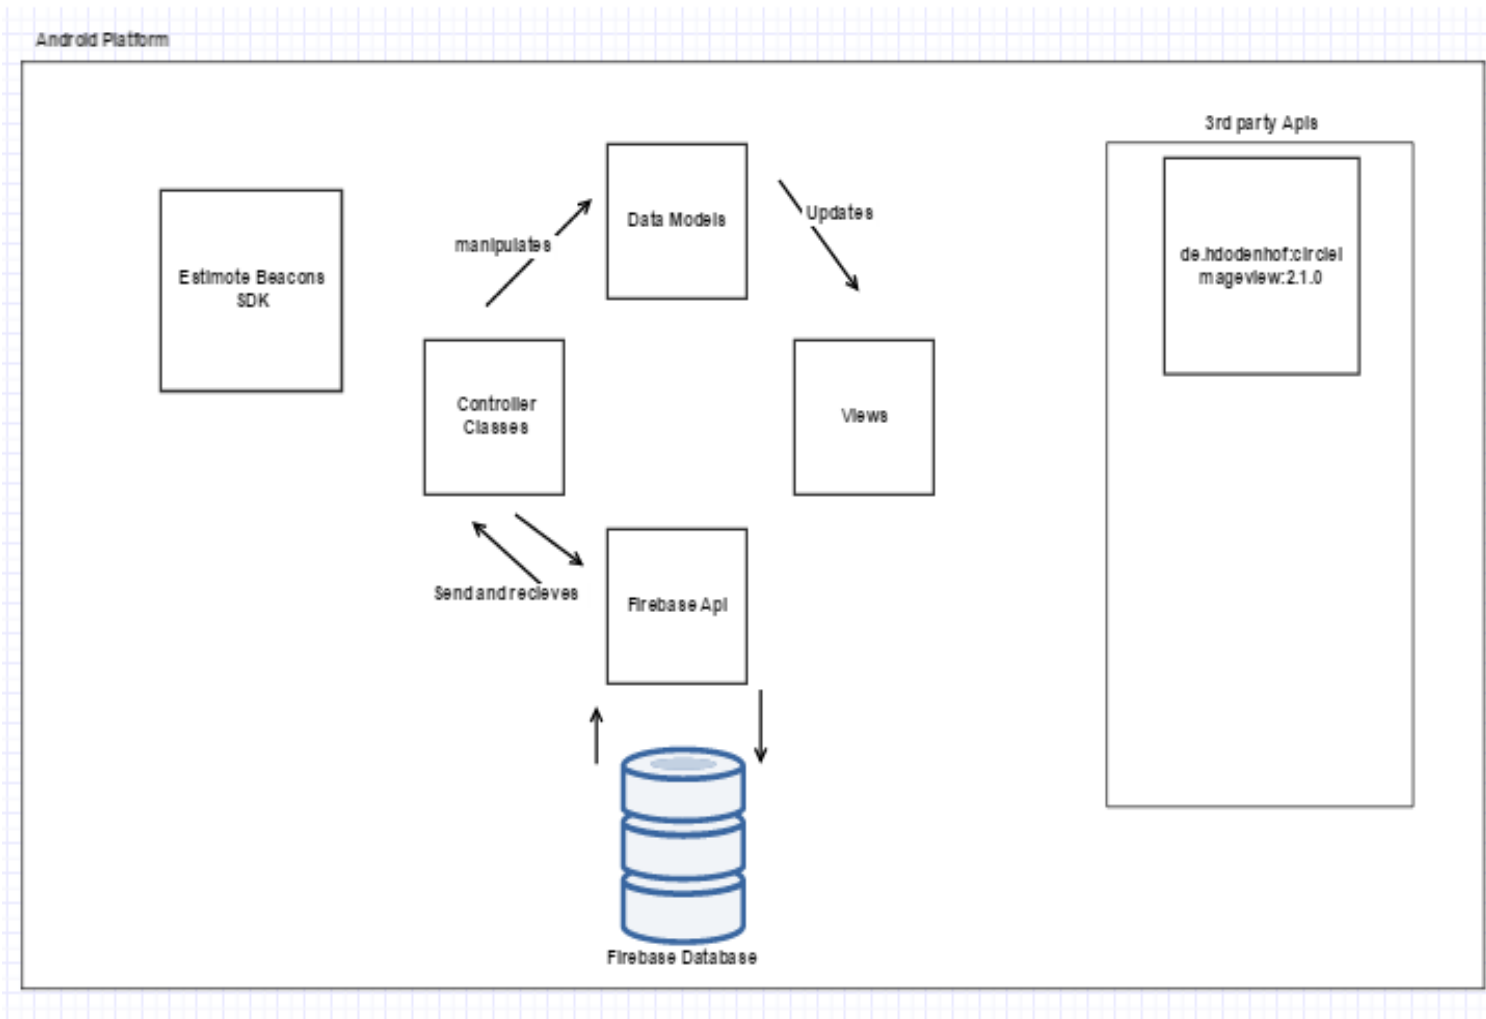 Android Platform
3rd party Apis
Data Models
Updates
manipulates
Estimote Beacons
SDK
de.hdodenhof:circlei
mageview:2.1.0
Controller
Classes
Views
Send and recieves
Firebase Api
Firebase Database